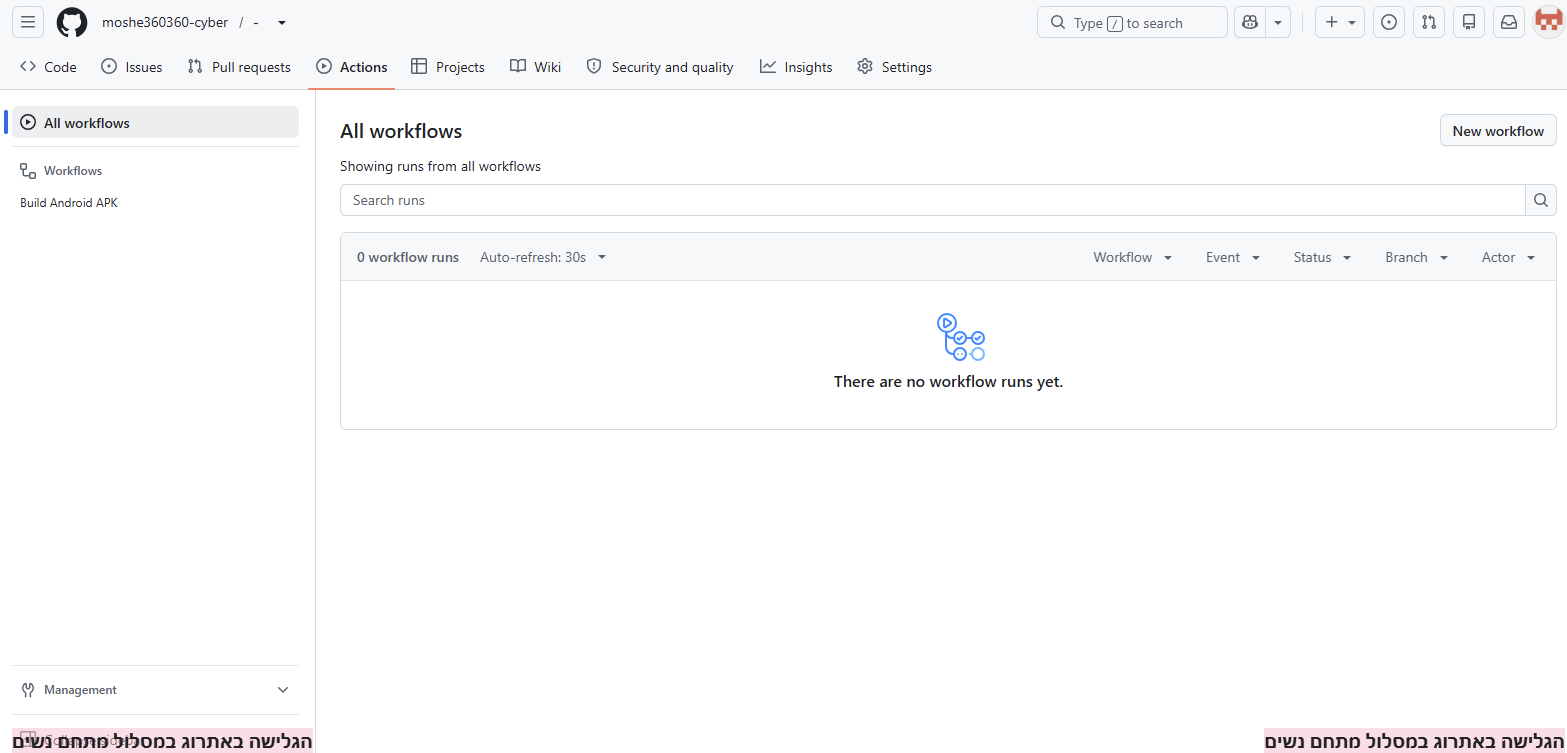 moshe360360-cyber / -
Type / to search
Code
Issues
Pull requests
Actions
Projects
Wiki
Security and quality
Insights
Settings
All workflows
Workflows
Build Android APK
Management
Collapse sidebar
All workflows
New workflow
Showing runs from all workflows
Search runs
0 workflow runs
Auto-refresh: 30s
Workflow
Event
Status
Branch
Actor
There are no workflow runs yet.
הגלישה באתרוג במסלול מתחם נשים
הגלישה באתרוג במסלול מתחם נשים